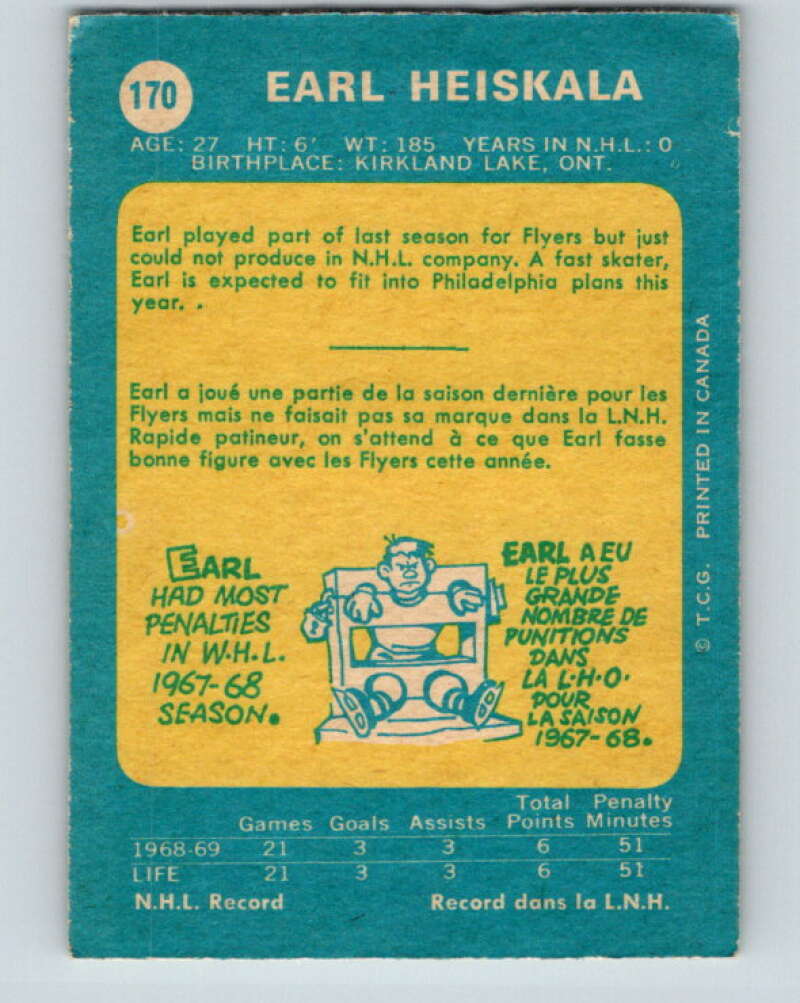 170
EARL HEISKALA
AGE: 27 HT: 6' WT: 185 YEARS IN N.H.L.: 0
BIRTHPLACE: KIRKLAND LAKE, ONT.
Earl played part of last season for Flyers but just
could not produce in N.H.L. company. A fast skater,
Earl is expected to fit into Philadelphia plans this
year. .
Earl a joué une partie de la saison dernière pour les
Flyers mais ne faisait pas sa marque dans la L.N.H.
Rapide patineur, on s'attend à ce que Earl fasse
bonne figure avec les Flyers cette année.
EARL
HAD MOST
PENALTIES
IN W.H.L.
1967-68
SEASON.
EARL A EU
LE PLUS
GRANDE
NOMBRE DE
PUNITIONS
DANS
LA L.H.O.
POUR
LA SAISON
1967-68.
© T.C.G. PRINTED IN CANADA
Total Penalty
Games Goals Assists Points Minutes
1968-69 21 3 3 6 51
LIFE 21 3 3 6 51
N.H.L. Record Record dans la L.N.H.